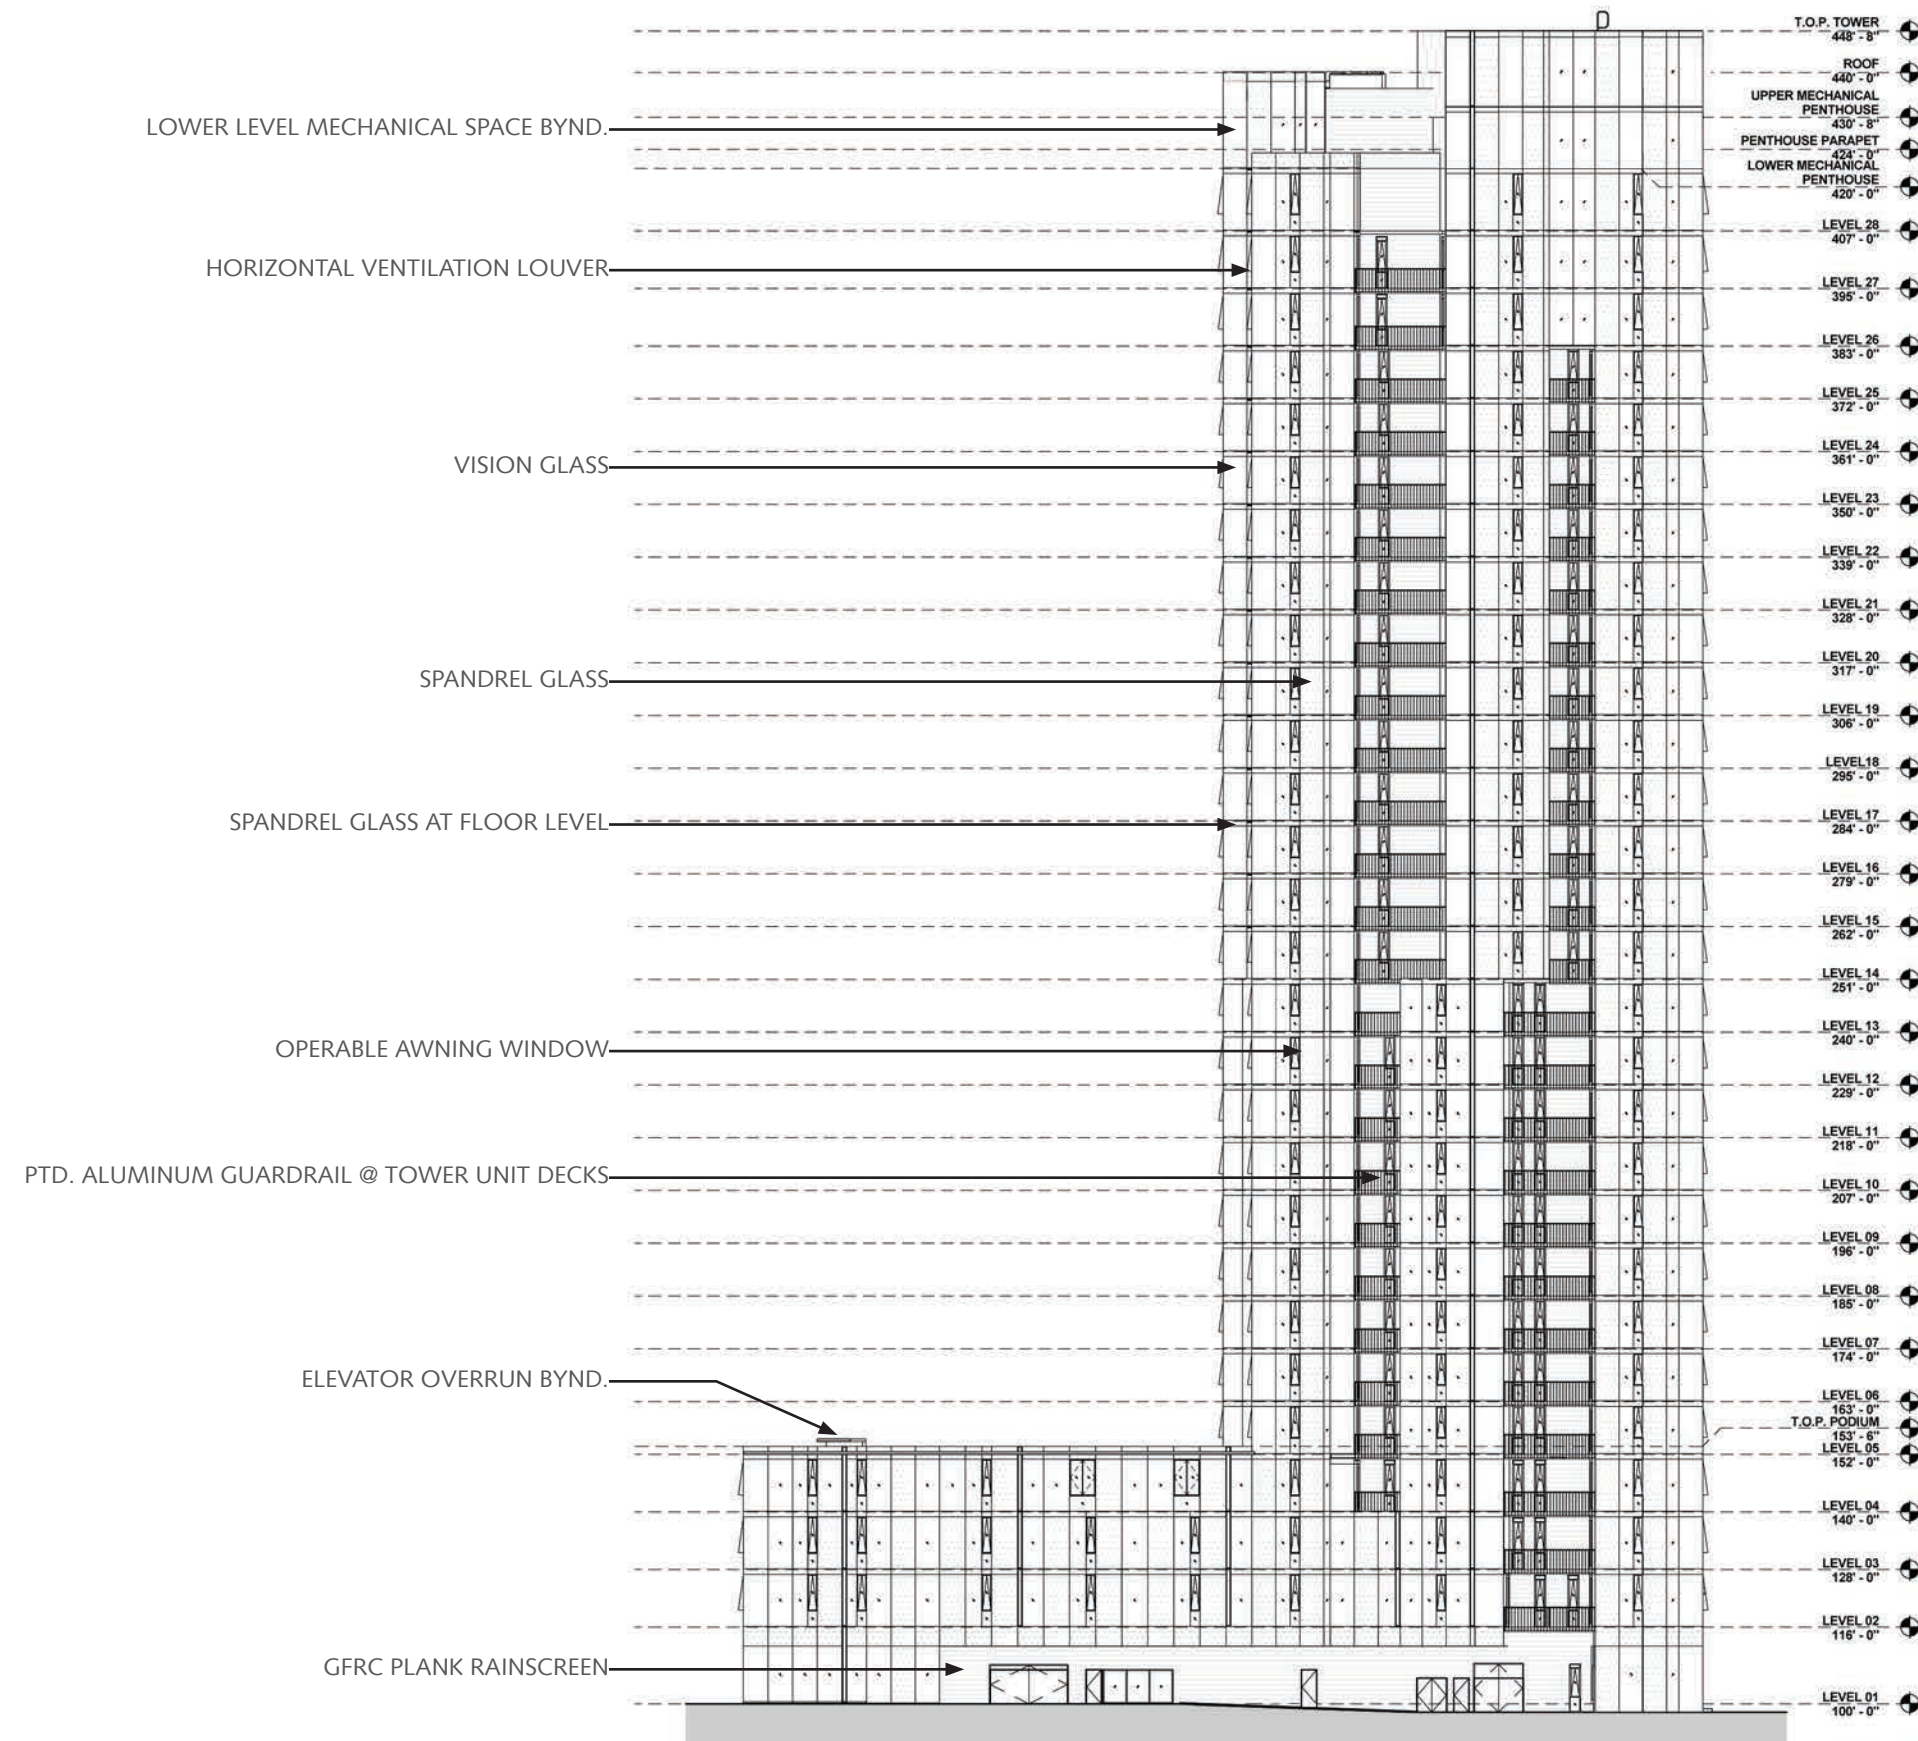 T.O.P. TOWER
448' - 8"
ROOF
440' - 0"
UPPER MECHANICAL
PENTHOUSE
430' - 8"
LOWER LEVEL MECHANICAL SPACE BYND.
PENTHOUSE PARAPET
424' - 0"
LOWER MECHANICAL
PENTHOUSE
420' - 0"
LEVEL 28
407' - 0"
HORIZONTAL VENTILATION LOUVER
LEVEL 27
395' - 0"
LEVEL 26
383' - 0"
LEVEL 25
372' - 0"
LEVEL 24
361' - 0"
VISION GLASS
LEVEL 23
350' - 0"
LEVEL 22
339' - 0"
LEVEL 21
328' - 0"
LEVEL 20
317' - 0"
SPANDREL GLASS
LEVEL 19
306' - 0"
LEVEL18
295' - 0"
LEVEL 17
284' - 0"
SPANDREL GLASS AT FLOOR LEVEL
LEVEL 16
279' - 0"
LEVEL 15
262' - 0"
LEVEL 14
251' - 0"
LEVEL 13
240' - 0"
OPERABLE AWNING WINDOW
LEVEL 12
229' - 0"
LEVEL 11
218' - 0"
PTD. ALUMINUM GUARDRAIL @ TOWER UNIT DECKS
LEVEL 10
207' - 0"
LEVEL 09
196' - 0"
LEVEL 08
185' - 0"
LEVEL 07
174' - 0"
ELEVATOR OVERRUN BYND.
LEVEL 06
163' - 0"
T.O.P. PODIUM
153' - 6"
LEVEL 05
152' - 0"
LEVEL 04
140' - 0"
LEVEL 03
128' - 0"
LEVEL 02
116' - 0"
GFRC PLANK RAINSCREEN
LEVEL 01
100' - 0"